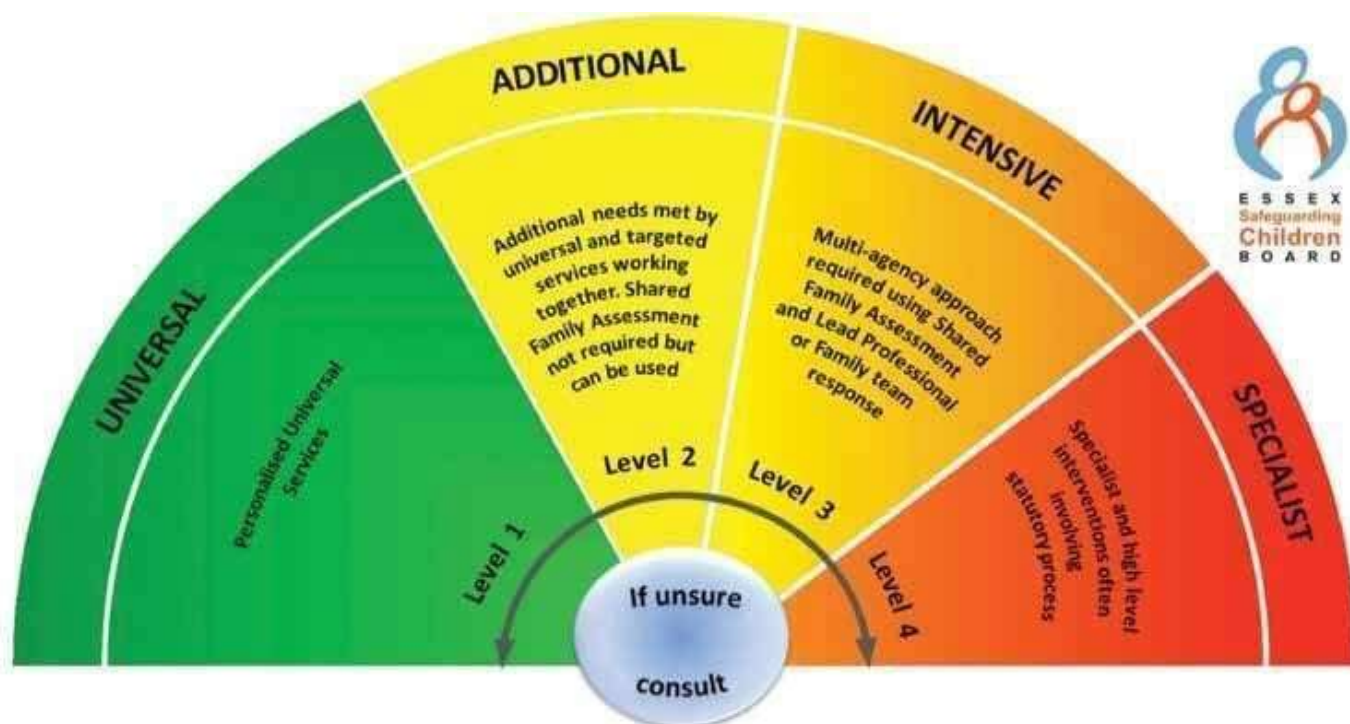 UNIVERSAL
Personalised Universal
Services
Level 1
ADDITIONAL
Additional needs met by
universal and targeted
services working
together. Shared
Family Assessment
not required but
can be used
Level 2
INTENSIVE
Multi-agency approach
required using Shared
Family Assessment
and Lead Professional
or Family team
response
Level 3
SPECIALIST
Specialist and high level
interventions often
involving
statutory process
Level 4
If unsure
consult
ESSEX
Safeguarding
Children
BOARD